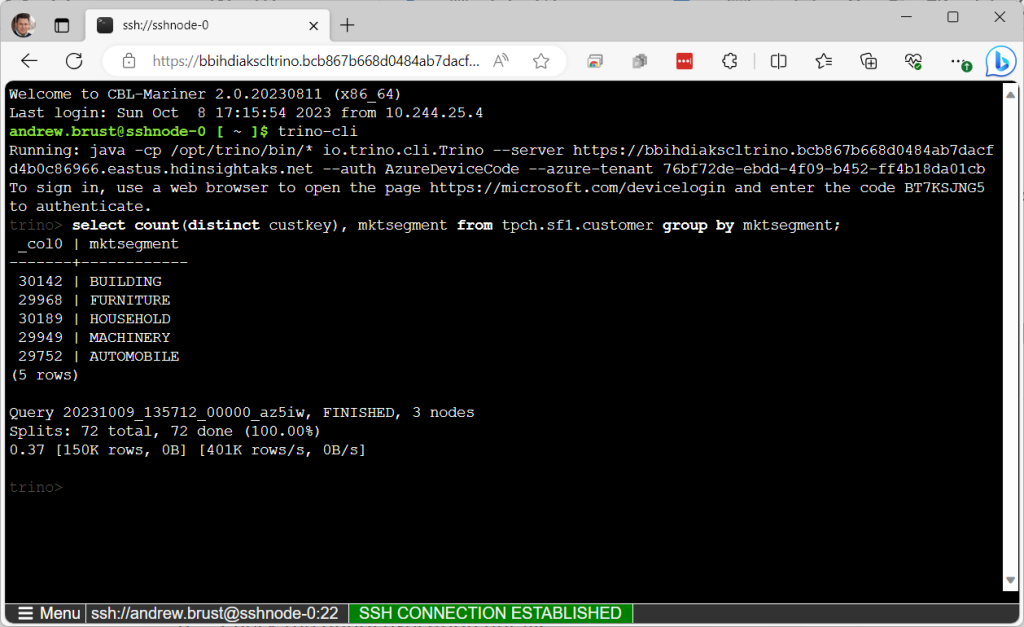 ssh://sshnode-0
https://bbihdiakscltrino.bcb867b668d0484ab7dacf...
Welcome to CBL-Mariner 2.0.20230811 (x86_64)
Last login: Sun Oct  8 17:15:54 2023 from 10.244.25.4
andrew.brust@sshnode-0 [ ~ ]$ trino-cli
Running: java -cp /opt/trino/bin/* io.trino.cli.Trino --server https://bbihdiakscltrino.bcb867b668d0484ab7dacf
d4b0c86966.eastus.hdinsightaks.net --auth AzureDeviceCode --azure-tenant 76bf72de-ebdd-4f09-b452-ff4b18da01cb
To sign in, use a web browser to open the page https://microsoft.com/devicelogin and enter the code BT7KSJNG5
to authenticate.
trino> select count(distinct custkey), mktsegment from tpch.sf1.customer group by mktsegment;
 _col0 | mktsegment
-------+------------
 30142 | BUILDING
 29968 | FURNITURE
 30189 | HOUSEHOLD
 29949 | MACHINERY
 29752 | AUTOMOBILE
(5 rows)
Query 20231009_135712_00000_az5iw, FINISHED, 3 nodes
Splits: 72 total, 72 done (100.00%)
0.37 [150K rows, 0B] [401K rows/s, 0B/s]
trino>
Menu ssh://andrew.brust@sshnode-0:22 SSH CONNECTION ESTABLISHED